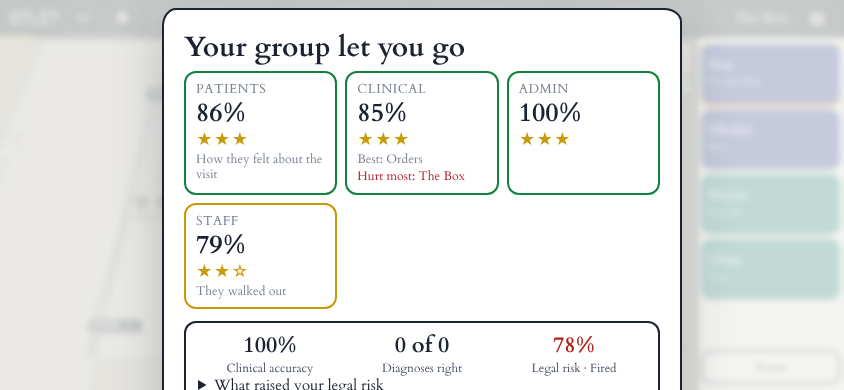 Your group let you go
PATIENTS
86%
★★★
How they felt about the
visit
CLINICAL
85%
★★★
Best: Orders
Hurt most: The Box
ADMIN
100%
★★★
STAFF
79%
★★☆
They walked out
100%
Clinical accuracy
0 of 0
Diagnoses right
78%
Legal risk · Fired
▶ What raised your legal risk